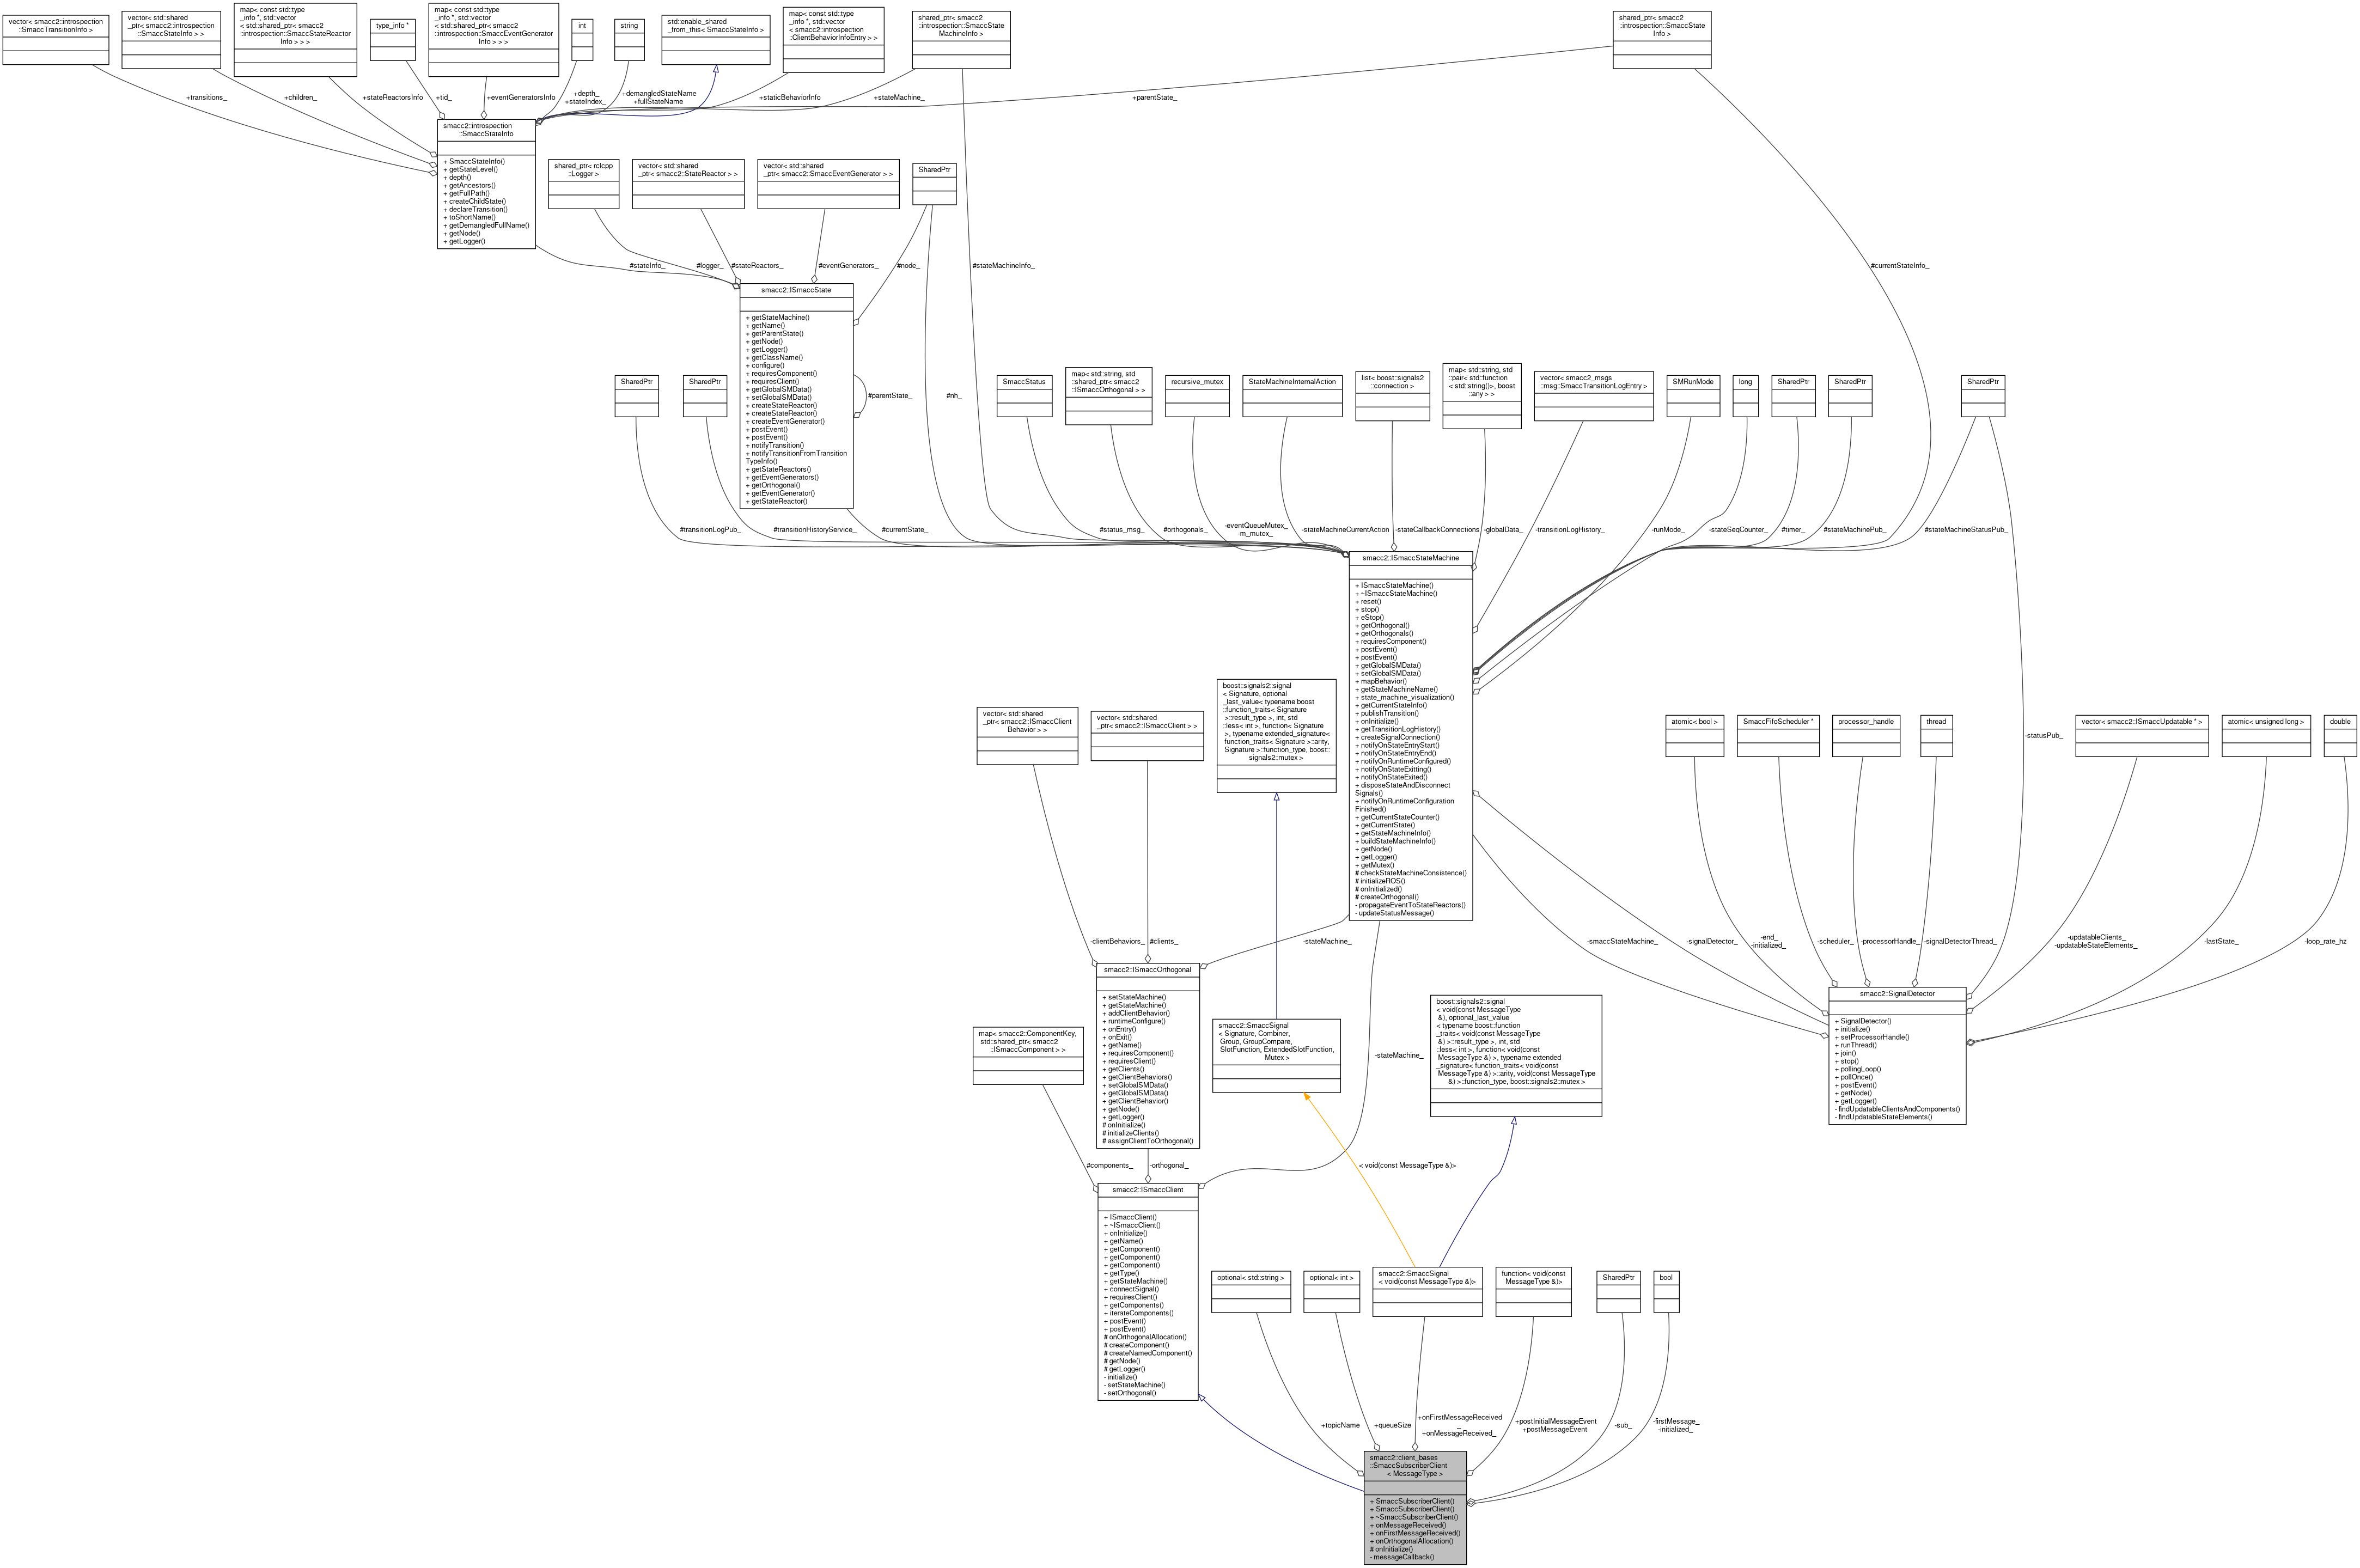 vector< smacc2::introspection
::SmaccTransitionInfo >
vector< std::shared
_ptr< smacc2::introspection
::SmaccStateInfo > >
map< const std::type
_info *, std::vector
< std::shared_ptr< smacc2
::introspection::SmaccStateReactor
Info > > >
type_info *
map< const std::type
_info *, std::vector
< std::shared_ptr< smacc2
::introspection::SmaccEventGenerator
Info > > >
int
string
std::enable_shared
_from_this< SmaccStateInfo >
map< const std::type
_info *, std::vector
< smacc2::introspection
::ClientBehaviorInfoEntry > >
shared_ptr< smacc2
::introspection::SmaccState
MachineInfo >
shared_ptr< smacc2
::introspection::SmaccState
Info >
+transitions_
+children_
+stateReactorsInfo
+tid_
+eventGeneratorsInfo
+depth_
+stateIndex_
+demangledStateName
+fullStateName
+staticBehaviorInfo
+stateMachine_
+parentState_
smacc2::introspection
::SmaccStateInfo
+ SmaccStateInfo()
+ getStateLevel()
+ depth()
+ getAncestors()
+ getFullPath()
+ createChildState()
+ declareTransition()
+ toShortName()
+ getDemangledFullName()
+ getNode()
+ getLogger()
shared_ptr< rclcpp
::Logger >
vector< std::shared
_ptr< smacc2::StateReactor > >
vector< std::shared
_ptr< smacc2::SmaccEventGenerator > >
SharedPtr
#stateInfo_
#logger_
#stateReactors_
#eventGenerators_
#node_
#stateMachineInfo_
#currentStateInfo_
smacc2::ISmaccState
+ getStateMachine()
+ getName()
+ getParentState()
+ getNode()
+ getLogger()
+ getClassName()
+ configure()
+ requiresComponent()
+ requiresClient()
+ getGlobalSMData()
+ setGlobalSMData()
+ createStateReactor()
+ createStateReactor()
+ createEventGenerator()
+ postEvent()
+ postEvent()
+ notifyTransition()
+ notifyTransitionFromTransition
TypeInfo()
+ getStateReactors()
+ getEventGenerators()
+ getOrthogonal()
+ getEventGenerator()
+ getStateReactor()
#parentState_
#nh_
SharedPtr
SharedPtr
SmaccStatus
map< std::string, std
::shared_ptr< smacc2
::ISmaccOrthogonal > >
recursive_mutex
StateMachineInternalAction
list< boost::signals2
::connection >
map< std::string, std
::pair< std::function
< std::string()>, boost
::any > >
vector< smacc2_msgs
::msg::SmaccTransitionLogEntry >
SMRunMode
long
SharedPtr
SharedPtr
SharedPtr
#transitionLogPub_
#transitionHistoryService_
#currentState_
#status_msg_
#orthogonals_
-eventQueueMutex_
-m_mutex_
-stateMachineCurrentAction
-stateCallbackConnections
-globalData_
-transitionLogHistory_
-runMode_
-stateSeqCounter_
#timer_
#stateMachinePub_
#stateMachineStatusPub_
smacc2::ISmaccStateMachine
+ ISmaccStateMachine()
+ ~ISmaccStateMachine()
+ reset()
+ stop()
+ eStop()
+ getOrthogonal()
+ getOrthogonals()
+ requiresComponent()
+ postEvent()
+ postEvent()
+ getGlobalSMData()
+ setGlobalSMData()
+ mapBehavior()
+ getStateMachineName()
+ state_machine_visualization()
+ getCurrentStateInfo()
+ publishTransition()
+ onInitialize()
+ getTransitionLogHistory()
+ createSignalConnection()
+ notifyOnStateEntryStart()
+ notifyOnStateEntryEnd()
+ notifyOnRuntimeConfigured()
+ notifyOnStateExitting()
+ notifyOnStateExited()
+ disposeStateAndDisconnect
Signals()
+ notifyOnRuntimeConfiguration
Finished()
+ getCurrentStateCounter()
+ getCurrentState()
+ getStateMachineInfo()
+ buildStateMachineInfo()
+ getNode()
+ getLogger()
+ getMutex()
# checkStateMachineConsistence()
# initializeROS()
# onInitialized()
# createOrthogonal()
- propagateEventToStateReactors()
- updateStatusMessage()
vector< std::shared
_ptr< smacc2::ISmaccClient
Behavior > >
vector< std::shared
_ptr< smacc2::ISmaccClient > >
boost::signals2::signal
< Signature, optional
_last_value< typename boost
::function_traits< Signature
>::result_type >, int, std
::less< int >, function< Signature
>, typename extended_signature<
function_traits< Signature >::arity,
Signature >::function_type, boost::
signals2::mutex >
atomic< bool >
SmaccFifoScheduler *
processor_handle
thread
-statusPub_
vector< smacc2::ISmaccUpdatable * >
atomic< unsigned long >
double
-clientBehaviors_
#clients_
-stateMachine_
-smaccStateMachine_
-signalDetector_
-end_
-initialized_
-scheduler_
-processorHandle_
-signalDetectorThread_
-updatableClients_
-updatableStateElements_
-lastState_
-loop_rate_hz
smacc2::ISmaccOrthogonal
+ setStateMachine()
+ getStateMachine()
+ addClientBehavior()
+ runtimeConfigure()
+ onEntry()
+ onExit()
+ getName()
+ requiresComponent()
+ requiresClient()
+ getClients()
+ getClientBehaviors()
+ setGlobalSMData()
+ getGlobalSMData()
+ getClientBehavior()
+ getNode()
+ getLogger()
# onInitialize()
# initializeClients()
# assignClientToOrthogonal()
smacc2::SignalDetector
+ SignalDetector()
+ initialize()
+ setProcessorHandle()
+ runThread()
+ join()
+ stop()
+ pollingLoop()
+ pollOnce()
+ postEvent()
+ getNode()
+ getLogger()
- findUpdatableClientsAndComponents()
- findUpdatableStateElements()
map< smacc2::ComponentKey,
std::shared_ptr< smacc2
::ISmaccComponent > >
smacc2::SmaccSignal
< Signature, Combiner,
Group, GroupCompare,
SlotFunction, ExtendedSlotFunction,
Mutex >
-stateMachine_
boost::signals2::signal
< void(const MessageType
&), optional_last_value
< typename boost::function
_traits< void(const MessageType
&) >::result_type >, int, std
::less< int >, function< void(const
MessageType &) >, typename extended
_signature< function_traits< void(const
MessageType &) >::arity, void(const MessageType
&) >::function_type, boost::signals2::mutex >
#components_
-orthogonal_
< void(const MessageType &)>
smacc2::ISmaccClient
+ ISmaccClient()
+ ~ISmaccClient()
+ onInitialize()
+ getName()
+ getComponent()
+ getComponent()
+ getComponent()
+ getType()
+ getStateMachine()
+ connectSignal()
+ requiresClient()
+ getComponents()
+ iterateComponents()
+ postEvent()
+ postEvent()
# onOrthogonalAllocation()
# createComponent()
# createNamedComponent()
# getNode()
# getLogger()
- initialize()
- setStateMachine()
- setOrthogonal()
optional< std::string >
optional< int >
smacc2::SmaccSignal
< void(const MessageType &)>
function< void(const
MessageType &)>
SharedPtr
bool
+topicName
+queueSize
+onFirstMessageReceived
_
+onMessageReceived_
+postInitialMessageEvent
+postMessageEvent
-sub_
-firstMessage_
-initialized_
smacc2::client_bases
::SmaccSubscriberClient
< MessageType >
+ SmaccSubscriberClient()
+ SmaccSubscriberClient()
+ ~SmaccSubscriberClient()
+ onMessageReceived()
+ onFirstMessageReceived()
+ onOrthogonalAllocation()
# onInitialize()
- messageCallback()